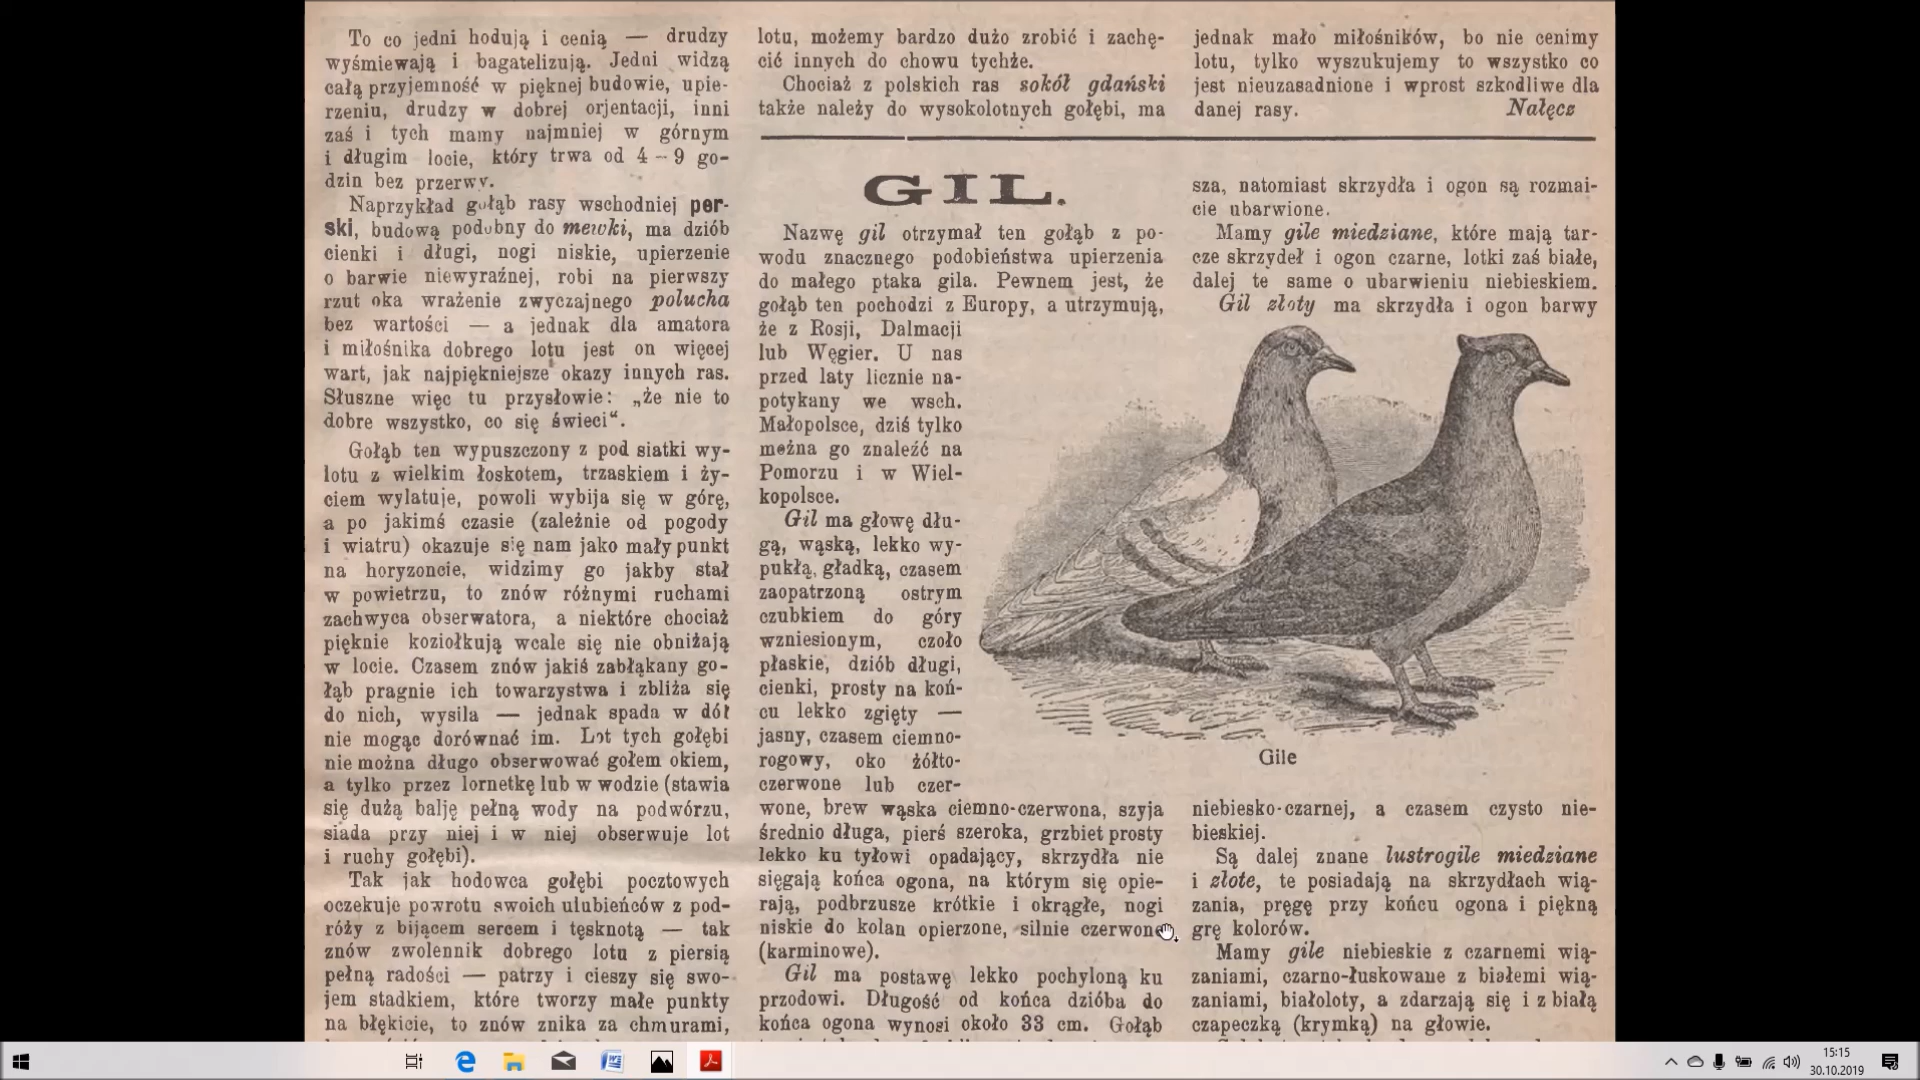 To co jedni hodują i cenią — drudzy
wyśmiewają i bagatelizują. Jedni widzą
całą przyjemność w pięknej budowie, upie-
rzeniu, drudzy w dobrej orjentacji, inni
zaś i tych mamy najmniej w górnym
i długim locie, który trwa od 4 – 9 go-
dzin bez przerwy.
Naprzykład gołąb rasy wschodniej per-
ski, budową podobny do mewki, ma dziób
cienki i długi, nogi niskie, upierzenie
o barwie niewyraźnej, robi na pierwszy
rzut oka wrażenie zwyczajnego polucha
bez wartości — a jednak dla amatora
i miłośnika dobrego lotu jest on więcej
wart, jak najpiękniejsze okazy innych ras.
Słuszne więc tu przysłowie: „że nie to
dobre wszystko, co się świeci“.
Gołąb ten wypuszczony z pod siatki wy-
lotu z wielkim łoskotem, trzaskiem i ży-
ciem wylatuje, powoli wybija się w górę,
a po jakimś czasie (zależnie od pogody
i wiatru) okazuje się nam jako mały punkt
na horyzoncie, widzimy go jakby stał
w powietrzu, to znów różnymi ruchami
zachwyca obserwatora, a niektóre chociaż
pięknie koziołkują wcale się nie obniżają
w locie. Czasem znów jakiś zabłąkany go-
łąb pragnie ich towarzystwa i zbliża się
do nich, wysila — jednak spada w dół
nie mogąc dorównać im. Lot tych gołębi
nie można długo obserwować gołem okiem,
a tylko przez lornetkę lub w wodzie (stawia
się dużą balję pełną wody na podwórzu,
siada przy niej i w niej obserwuje lot
i ruchy gołębi).
Tak jak hodowca gołębi pocztowych
oczekuje powrotu swoich ulubieńców z pod-
róży z bijącem sercem i tęsknotą — tak
znów zwolennik dobrego lotu z piersią
pełną radości — patrzy i cieszy się swo-
jem stadkiem, które tworzy małe punkty
na błękicie, to znów znika za chmurami,
lotu, możemy bardzo dużo zrobić i zachę-
cić innych do chowu tychże.
Chociaż z polskich ras sokół gdański
także należy do wysokolotnych gołębi, ma
jednak mało miłośników, bo nie cenimy
lotu, tylko wyszukujemy to wszystko co
jest nieuzasadnione i wprost szkodliwe dla
danej rasy. Nałęcz
GIL.
Nazwę gil otrzymał ten gołąb z po-
wodu znacznego podobieństwa upierzenia
do małego ptaka gila. Pewnem jest, że
gołąb ten pochodzi z Europy, a utrzymują,
że z Rosji, Dalmacji
lub Węgier. U nas
przed laty licznie na-
potykany we wsch.
Małopolsce, dziś tylko
można go znaleźć na
Pomorzu i w Wiel-
kopolsce.
Gil ma głowę dłu-
gą, wąską, lekko wy-
pukłą, gładką, czasem
zaopatrzoną ostrym
czubkiem do góry
wzniesionym, czoło
płaskie, dziób długi,
cienki, prosty na koń-
cu lekko zgięty —
jasny, czasem ciemno-
rogowy, oko żółto-
czerwone lub czer-
wone, brew wąska ciemno-czerwona, szyja
średnio długa, pierś szeroka, grzbiet prosty
lekko ku tyłowi opadający, skrzydła nie
sięgają końca ogona, na którym się opie-
rają, podbrzusze krótkie i okrągłe, nogi
niskie do kolan opierzone, silnie czerwone
(karminowe).
Gil ma postawę lekko pochyloną ku
przodowi. Długość od końca dzióba do
końca ogona wynosi około 33 cm. Gołąb
sza, natomiast skrzydła i ogon są rozmai-
cie ubarwione.
Mamy gile miedziane, które mają tar-
cze skrzydeł i ogon czarne, lotki zaś białe,
dalej te same o ubarwieniu niebieskiem.
Gil złoty ma skrzydła i ogon barwy
Gile
niebiesko-czarnej, a czasem czysto nie-
bieskiej.
Są dalej znane lustrogile miedziane
i złote, te posiadają na skrzydłach wią-
zania, pręgę przy końcu ogona i piękną
grę kolorów.
Mamy gile niebieskie z czarnemi wią-
zaniami, czarno-łuskowane z białemi wią-
zaniami, białoloty, a zdarzają się i z białą
czapeczką (krymką) na głowie.
15:15
30.10.2019